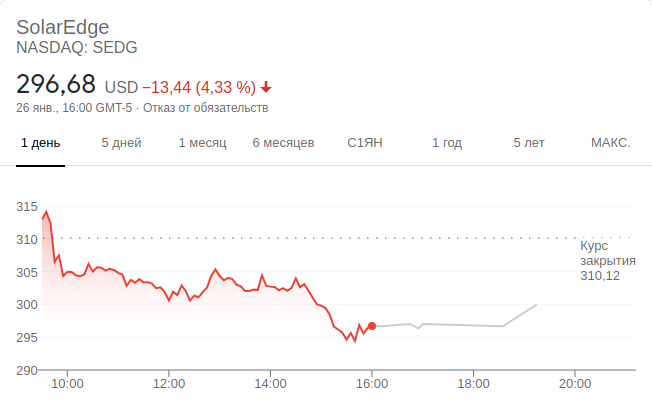 SolarEdge
NASDAQ: SEDG
296,68 USD −13,44 (4,33 %)
26 янв., 16:00 GMT-5 · Отказ от обязательств
1 день 5 дней 1 месяц 6 месяцев С1ЯН 1 год 5 лет МАКС.
315
310
Курс
закрытия
310,12
305
300
295
290
10:00 12:00 14:00 16:00 18:00 20:00